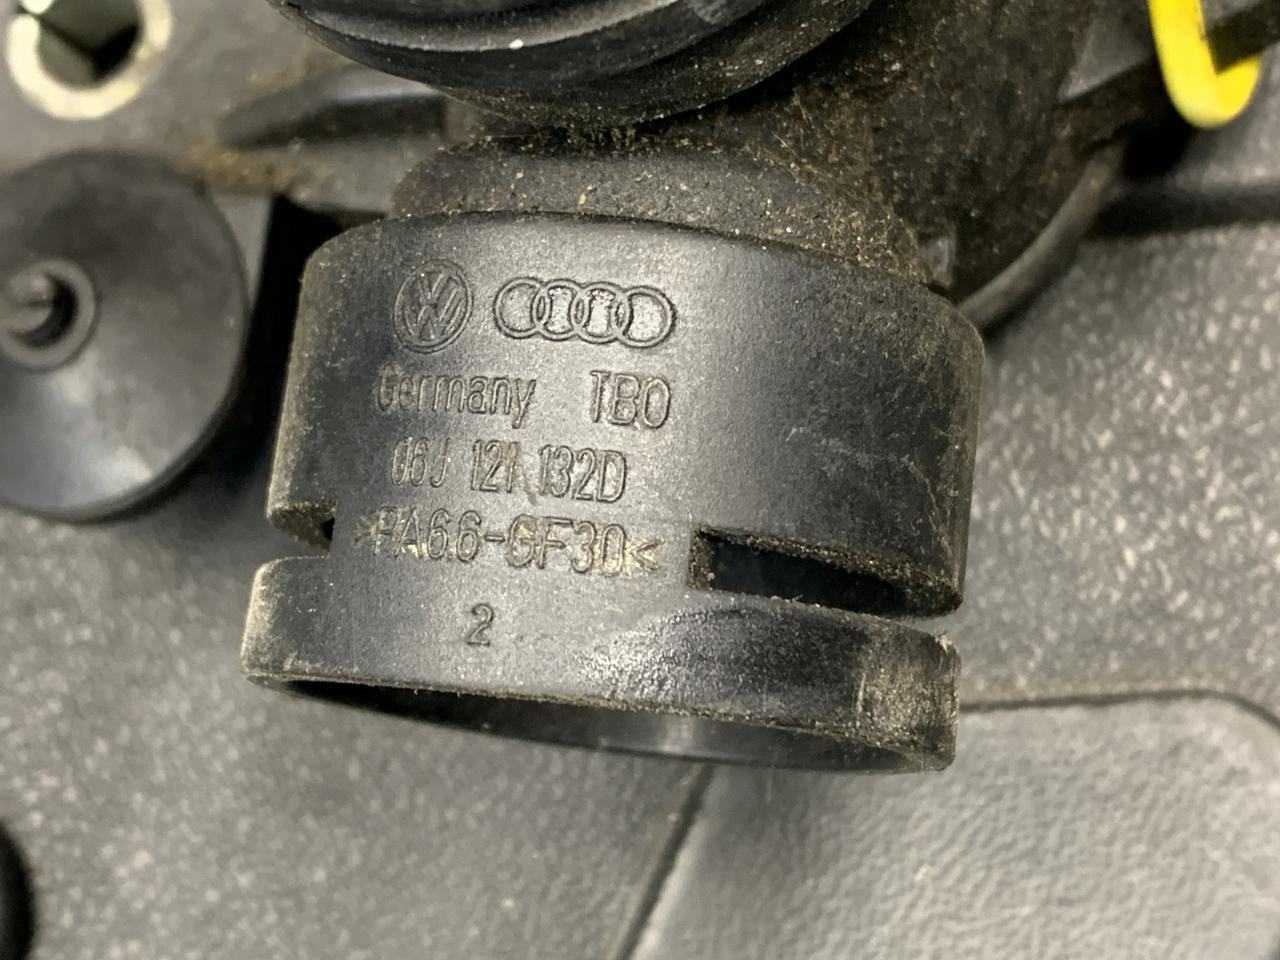 Germany TBO
06J 121 132D
>PA6.6-GF30<
2